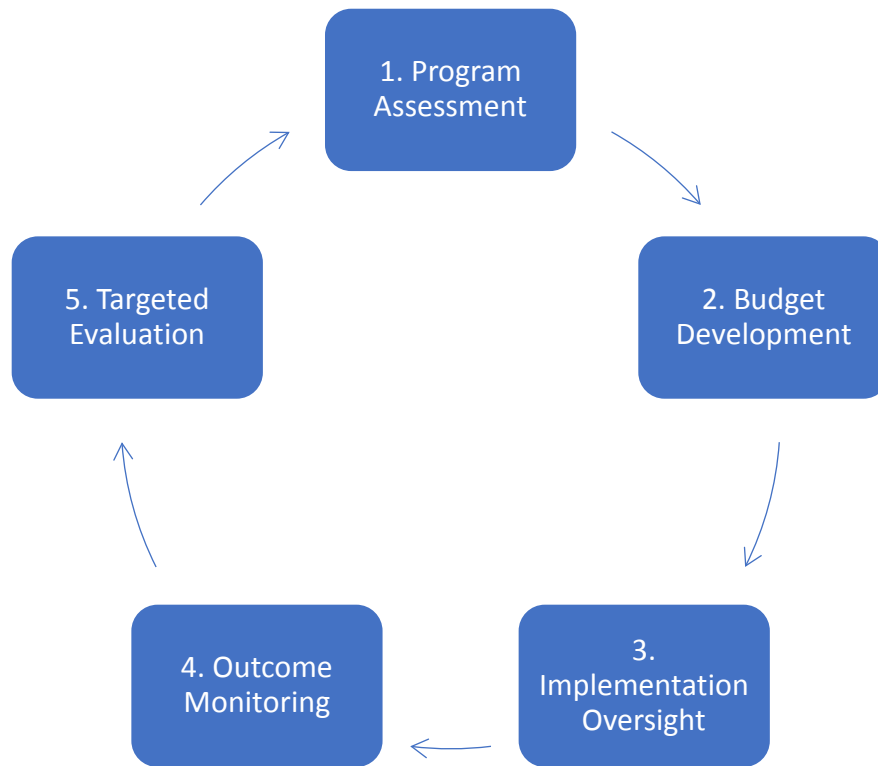 1. Program
Assessment
2. Budget
Development
3.
Implementation
Oversight
4. Outcome
Monitoring
5. Targeted
Evaluation